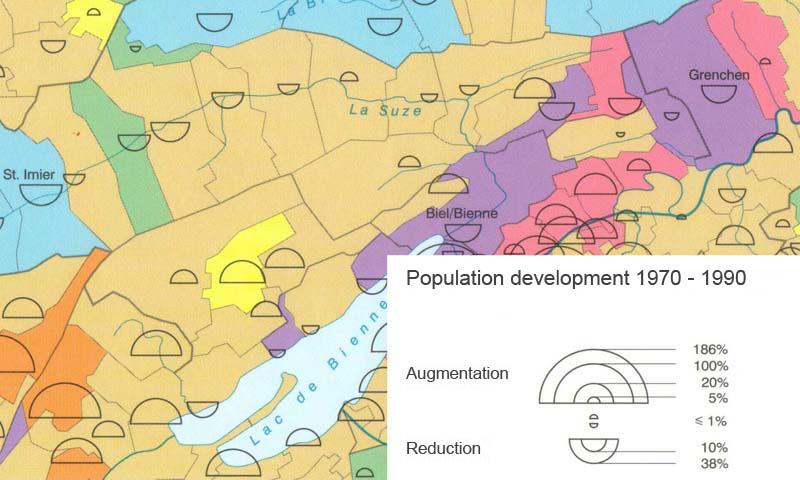 La Bi
La Suze
Grenchen
St. Imier
Biel/Bienne
Lac de Bienne
Population development 1970 - 1990
Augmentation
186%
100%
20%
5%
⩽ 1%
Reduction
10%
38%